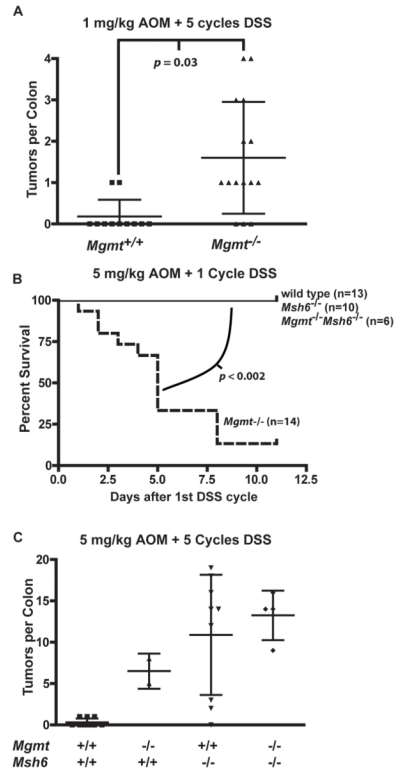 A
1 mg/kg AOM + 5 cycles DSS
p = 0.03
Tumors per Colon
4
3
2
1
0
Mgmt+/+
Mgmt-/-
B
5 mg/kg AOM + 1 Cycle DSS
Percent Survival
100
75
50
25
0
wild type (n=13)
Msh6-/- (n=10)
Mgmt-/-Msh6-/- (n=6)
p < 0.002
Mgmt-/- (n=14)
0.0 2.5 5.0 7.5 10.0 12.5
Days after 1st DSS cycle
C
5 mg/kg AOM + 5 Cycles DSS
Tumors per Colon
20
15
10
5
0
Mgmt +/+ -/- +/+ -/-
Msh6 +/+ +/+ -/- -/-